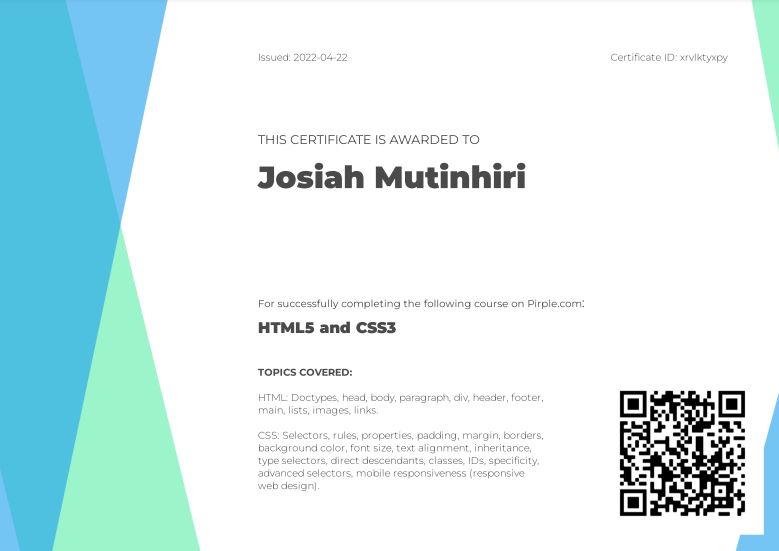 Issued: 2022-04-22
Certificate ID: xrvlktyxpy
THIS CERTIFICATE IS AWARDED TO
Josiah Mutinhiri
For successfully completing the following course on Pirple.com:
HTML5 and CSS3
TOPICS COVERED:
HTML: Doctypes, head, body, paragraph, div, header, footer,
main, lists, images, links.
CSS: Selectors, rules, properties, padding, margin, borders,
background color, font size, text alignment, inheritance,
type selectors, direct descendants, classes, IDs, specificity,
advanced selectors, mobile responsiveness (responsive
web design).